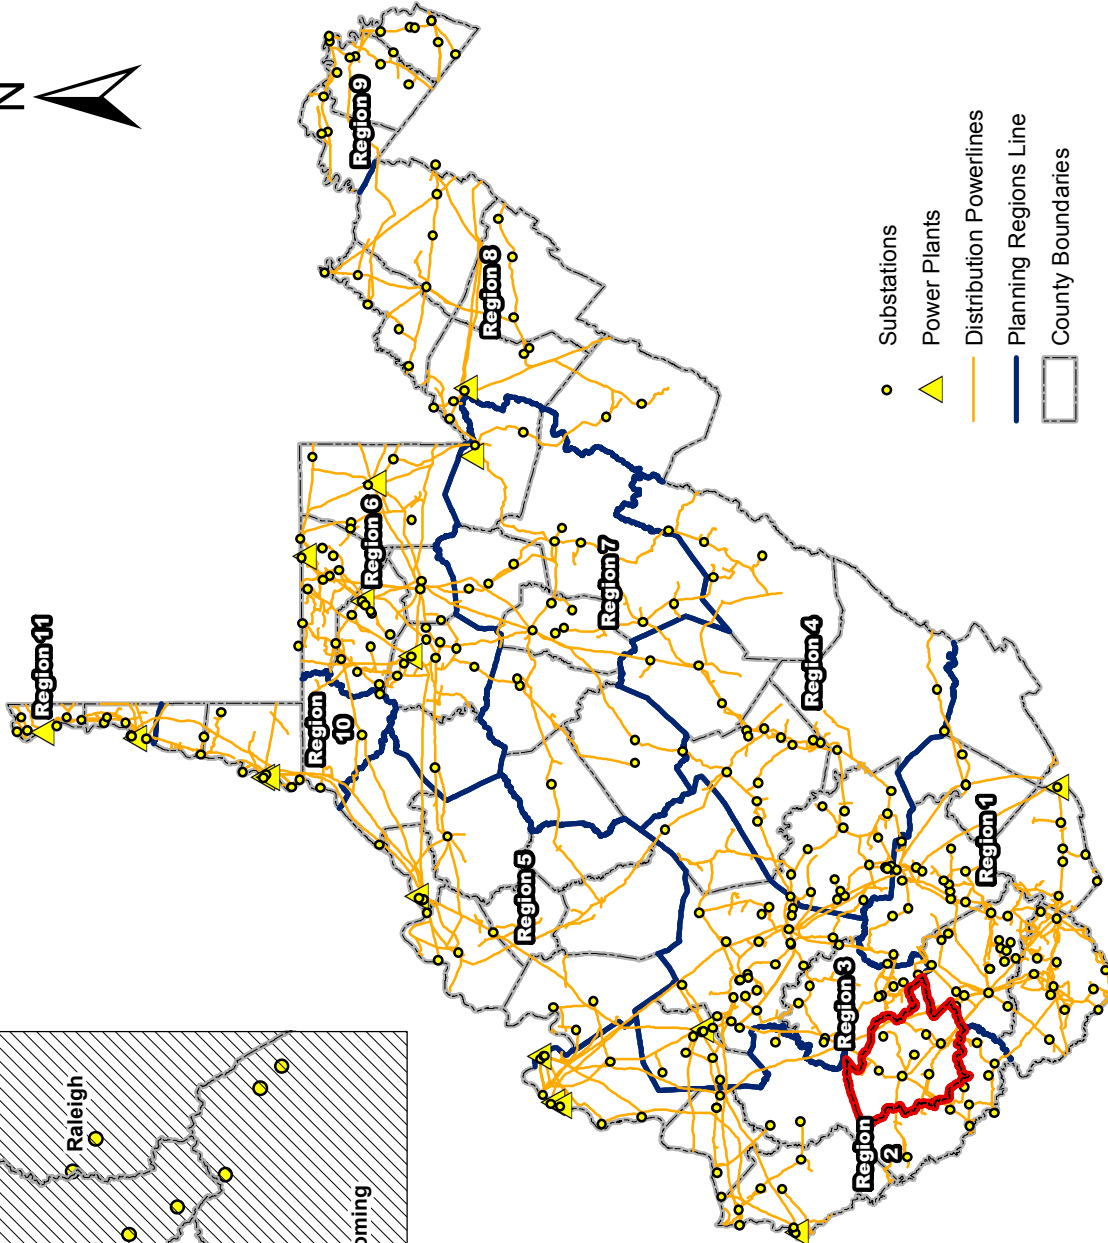 N
Region 11
Region 9
Region 8
Region 6
Region
10
Region 7
Region 5
Region 4
Region 3
Region 1
Region
2
Raleigh
oming
Substations
Power Plants
Distribution Powerlines
Planning Regions Line
County Boundaries